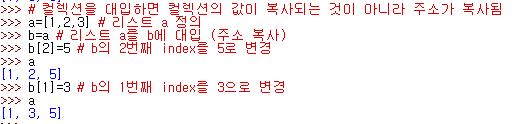 >>> # 컬렉션을 대입하면 컬렉션의 값이 복사되는 것이 아니라 주소가 복사됨
>>> a=[1,2,3] # 리스트 a 정의
>>> b=a # 리스트 a를 b에 대입 (주소 복사)
>>> b[2]=5 # b의 2번째 index를 5로 변경
>>> a
[1, 2, 5]
>>> b[1]=3 # b의 1번째 index를 3으로 변경
>>> a
[1, 3, 5]